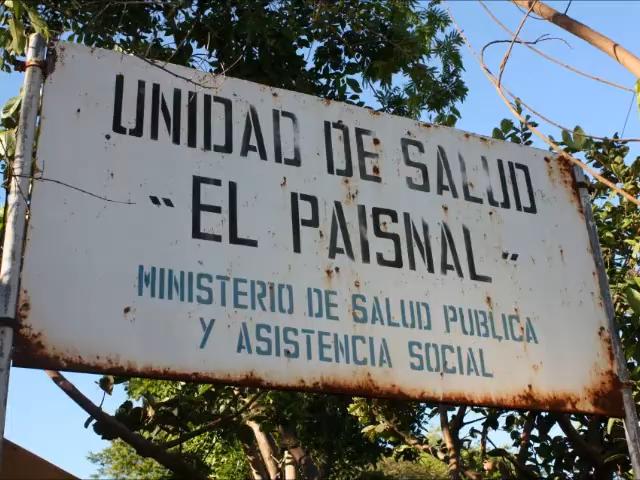 UNIDAD DE SALUD
"EL PAISNAL"
MINISTERIO DE SALUD PUBLICA
Y ASISTENCIA SOCIAL